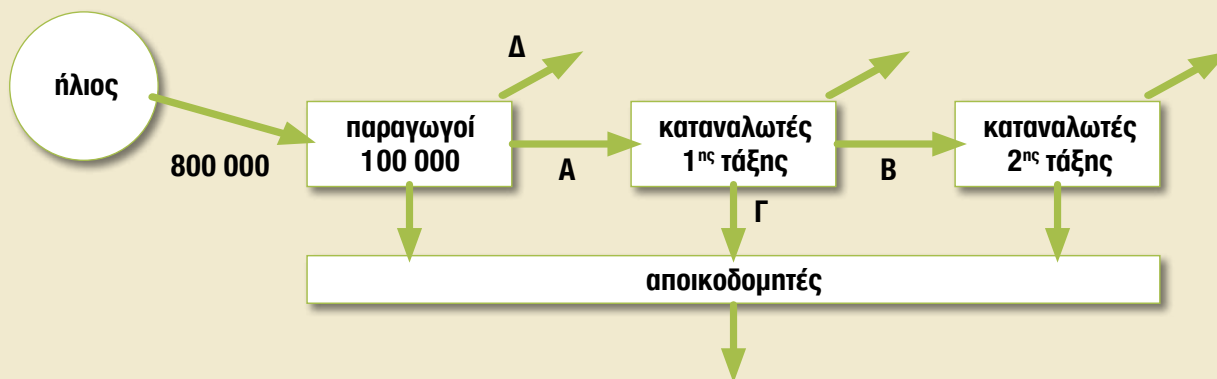 Δ
ήλιος
παραγωγοί
100 000
καταναλωτές
1ης τάξης
καταναλωτές
2ης τάξης
800 000
Α
Β
Γ
αποικοδομητές